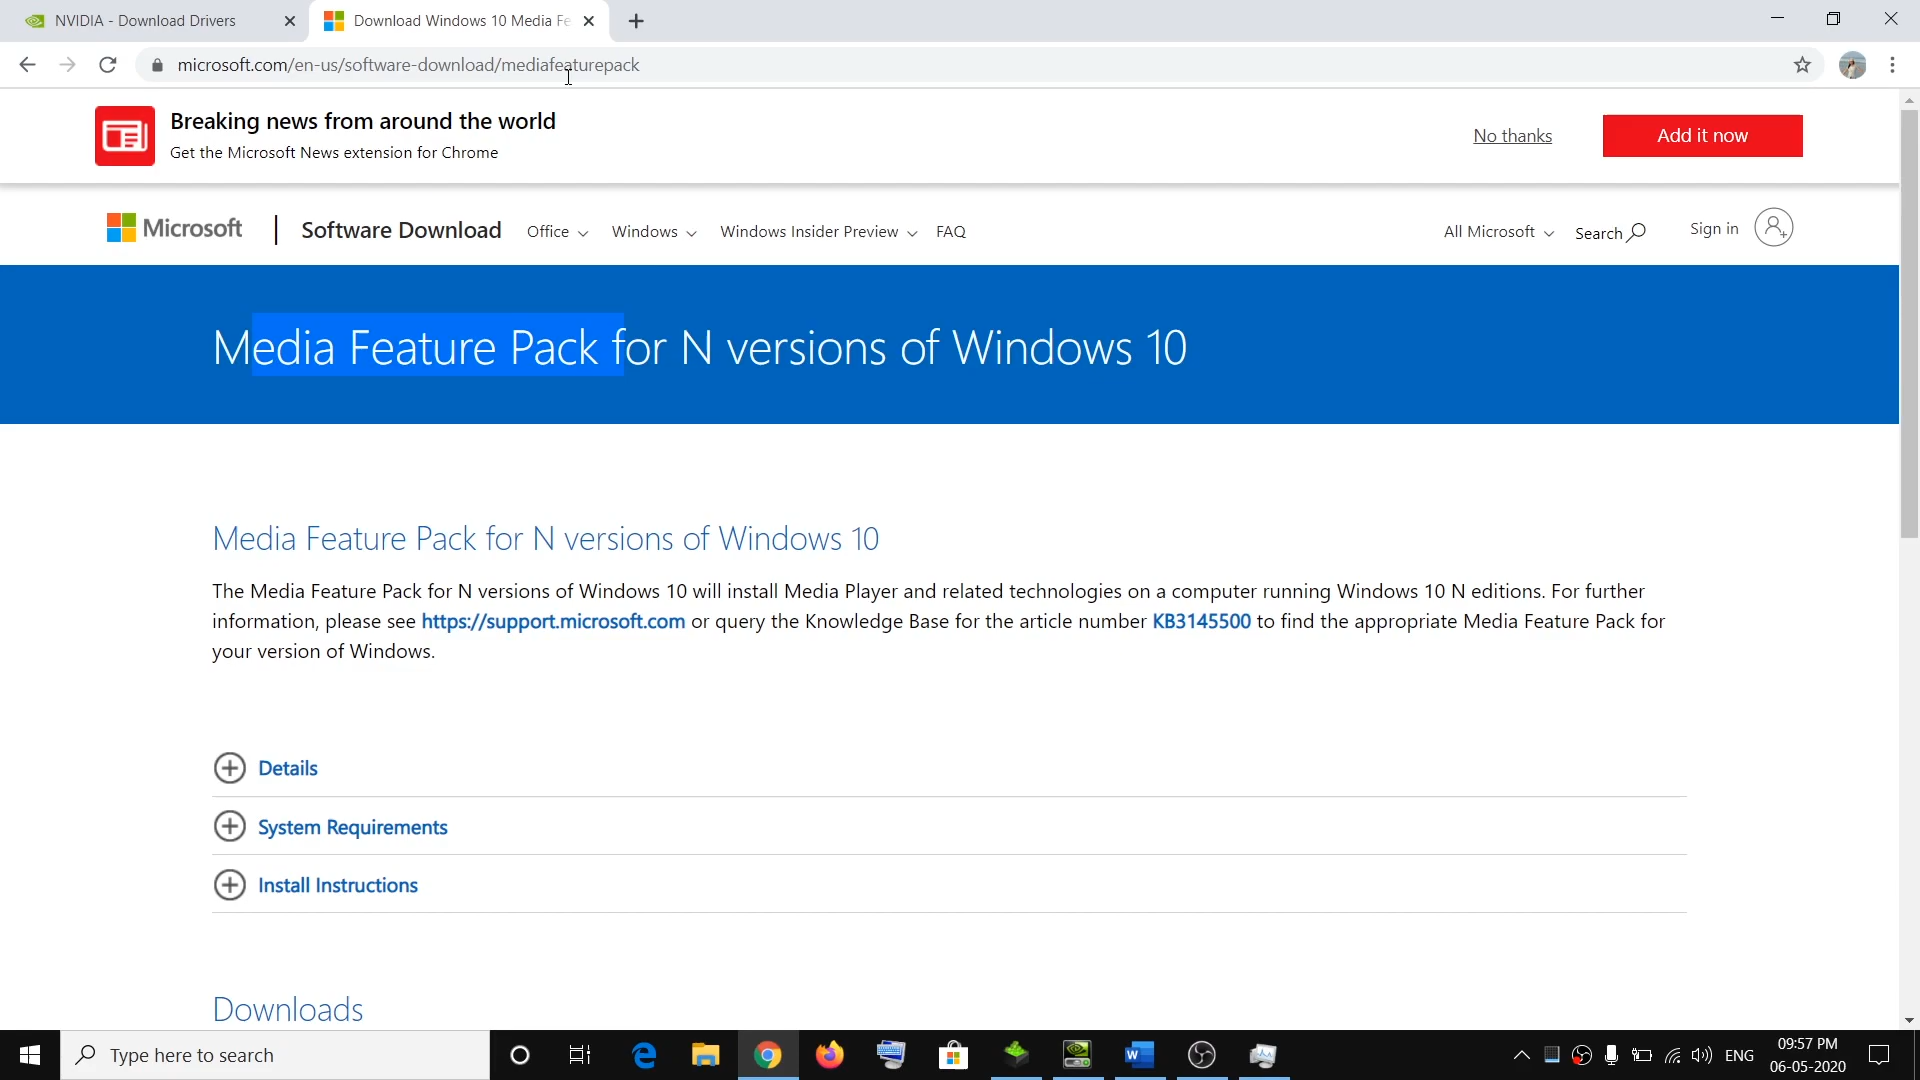 NVIDIA - Download Drivers
Download Windows 10 Media Fe
microsoft.com/en-us/software-download/mediafeaturepack
Breaking news from around the world
Get the Microsoft News extension for Chrome
No thanks
Add it now
Microsoft
Software Download
Office
Windows
Windows Insider Preview
FAQ
All Microsoft
Search
Sign in
Media Feature Pack for N versions of Windows 10
Media Feature Pack for N versions of Windows 10
The Media Feature Pack for N versions of Windows 10 will install Media Player and related technologies on a computer running Windows 10 N editions. For further
information, please see https://support.microsoft.com or query the Knowledge Base for the article number KB3145500 to find the appropriate Media Feature Pack for
your version of Windows.
Details
System Requirements
Install Instructions
Downloads
Type here to search
ENG
09:57 PM
06-05-2020